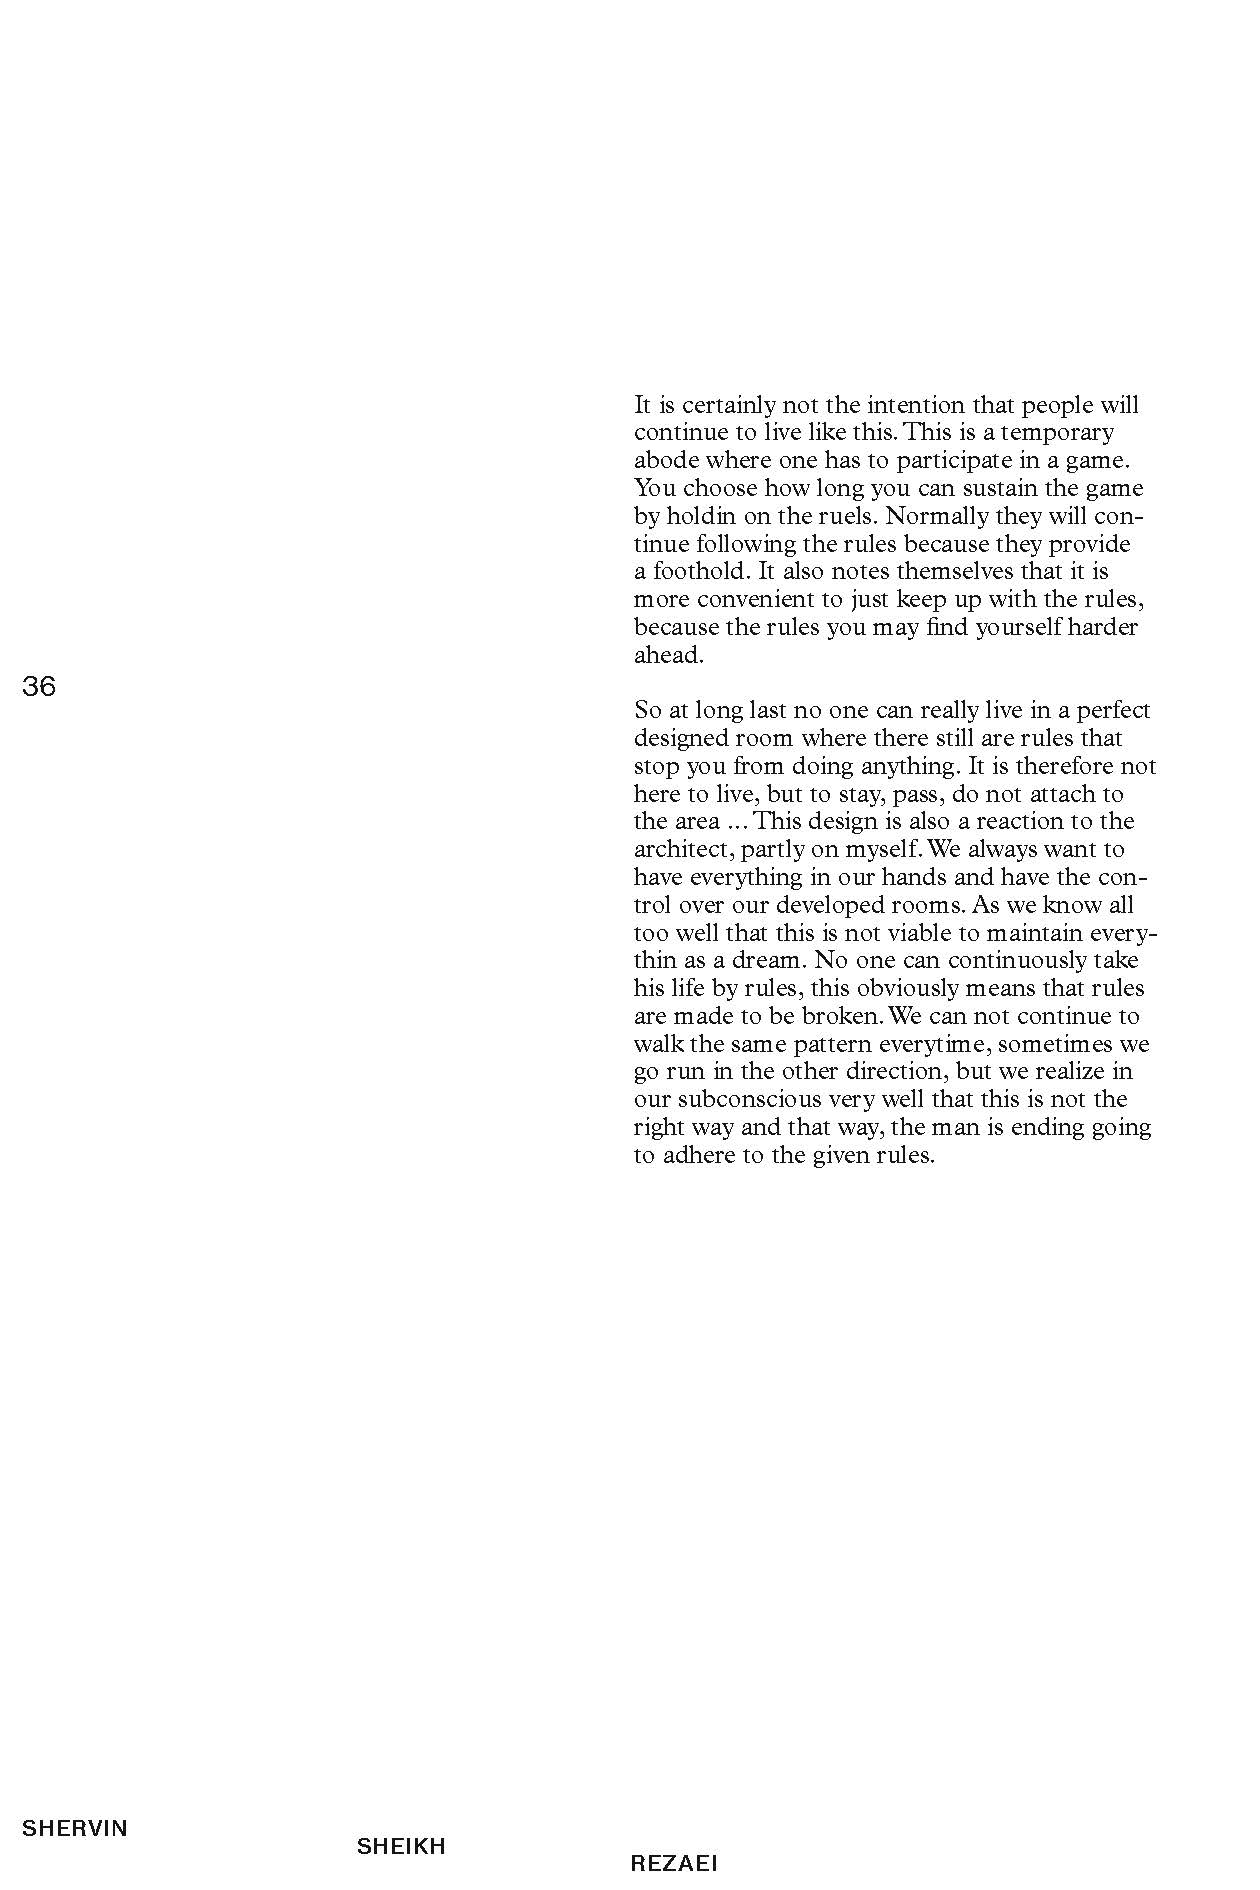 It is certainly not the intention that people will
continue to live like this. This is a temporary
abode where one has to participate in a game.
You choose how long you can sustain the game
by holdin on the ruels. Normally they will con-
tinue following the rules because they provide
a foothold. It also notes themselves that it is
more convenient to just keep up with the rules,
because the rules you may find yourself harder
ahead.
36
So at long last no one can really live in a perfect
designed room where there still are rules that
stop you from doing anything. It is therefore not
here to live, but to stay, pass, do not attach to
the area ... This design is also a reaction to the
architect, partly on myself. We always want to
have everything in our hands and have the con-
trol over our developed rooms. As we know all
too well that this is not viable to maintain every-
thin as a dream. No one can continuously take
his life by rules, this obviously means that rules
are made to be broken. We can not continue to
walk the same pattern everytime, sometimes we
go run in the other direction, but we realize in
our subconscious very well that this is not the
right way and that way, the man is ending going
to adhere to the given rules.
SHERVIN
SHEIKH
REZAEI